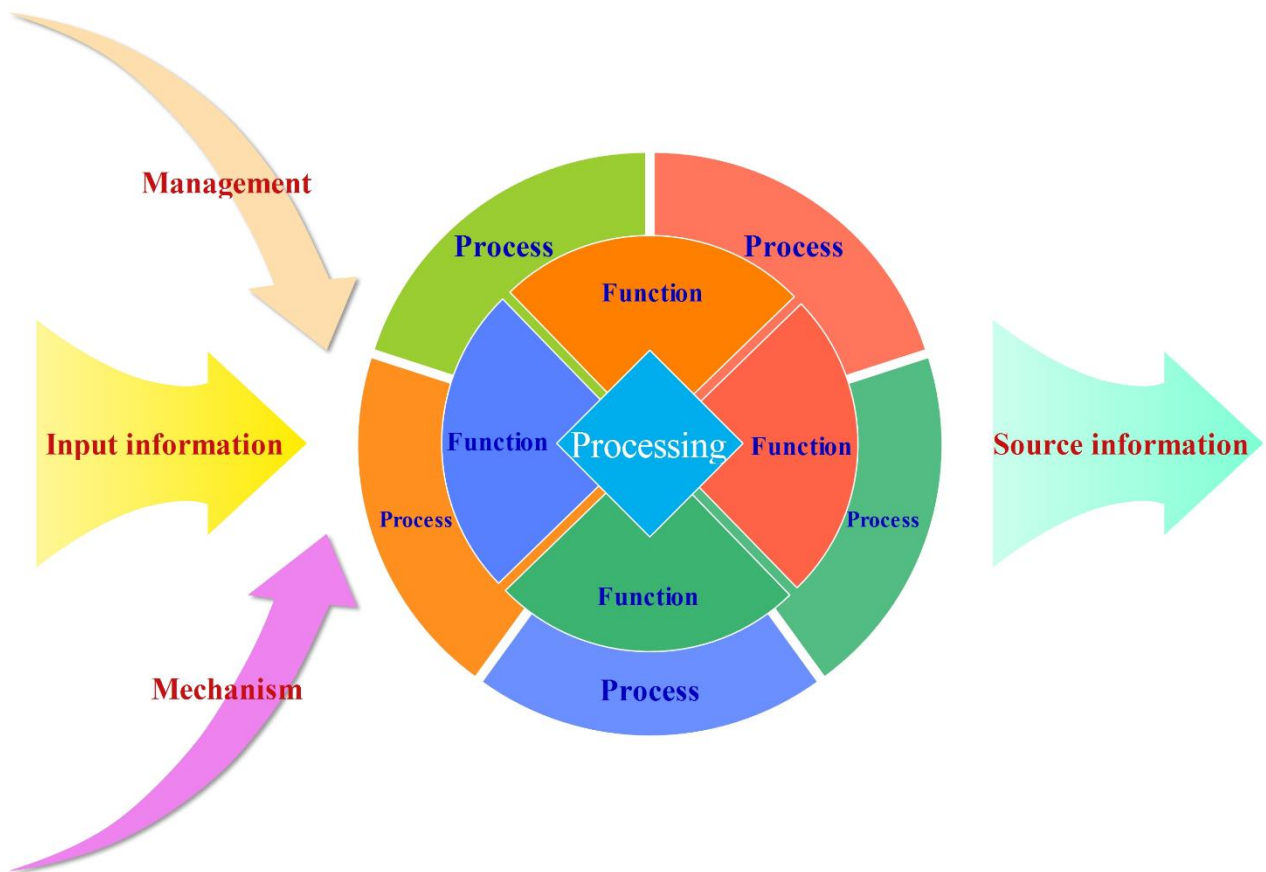 Management
Process
Process
Function
Input information
Function
Processing
Function
Source information
Process
Process
Function
Mechanism
Process